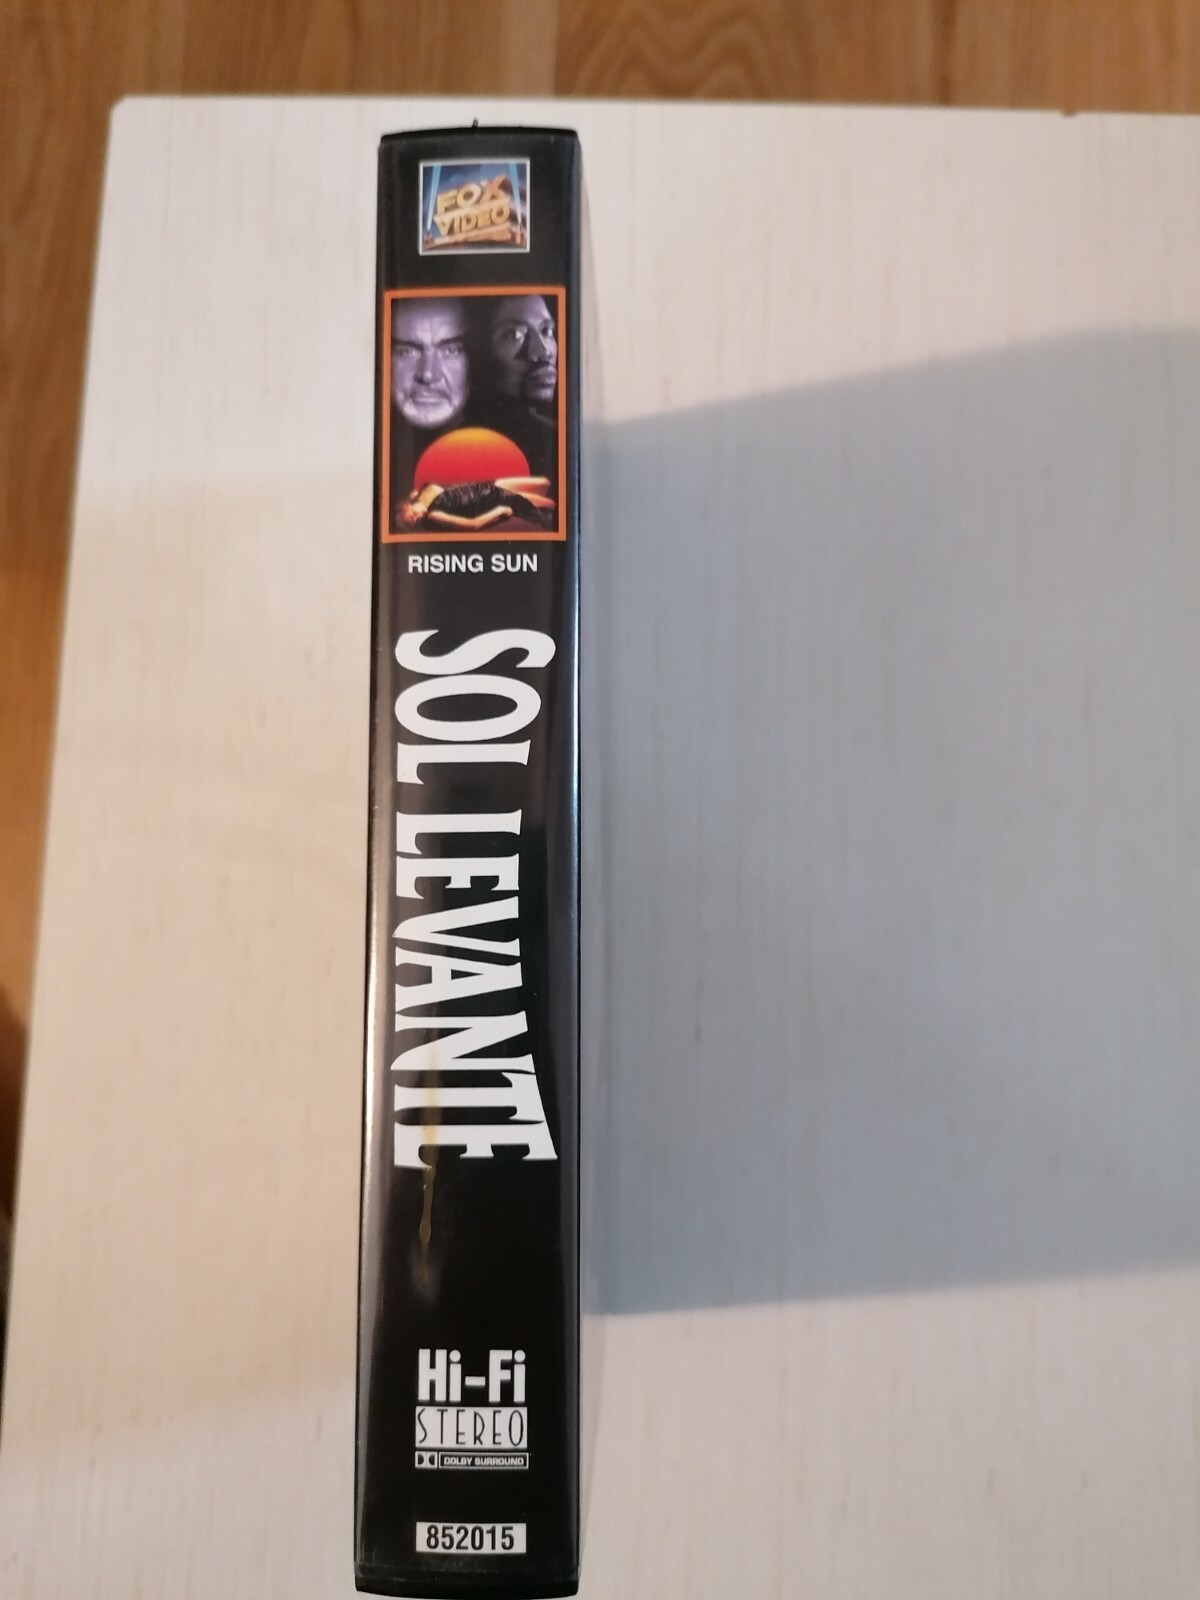 FOX
VIDEO
RISING SUN
SOL LEVANTE
Hi-Fi
STEREO
DOLBY SURROUND
852015